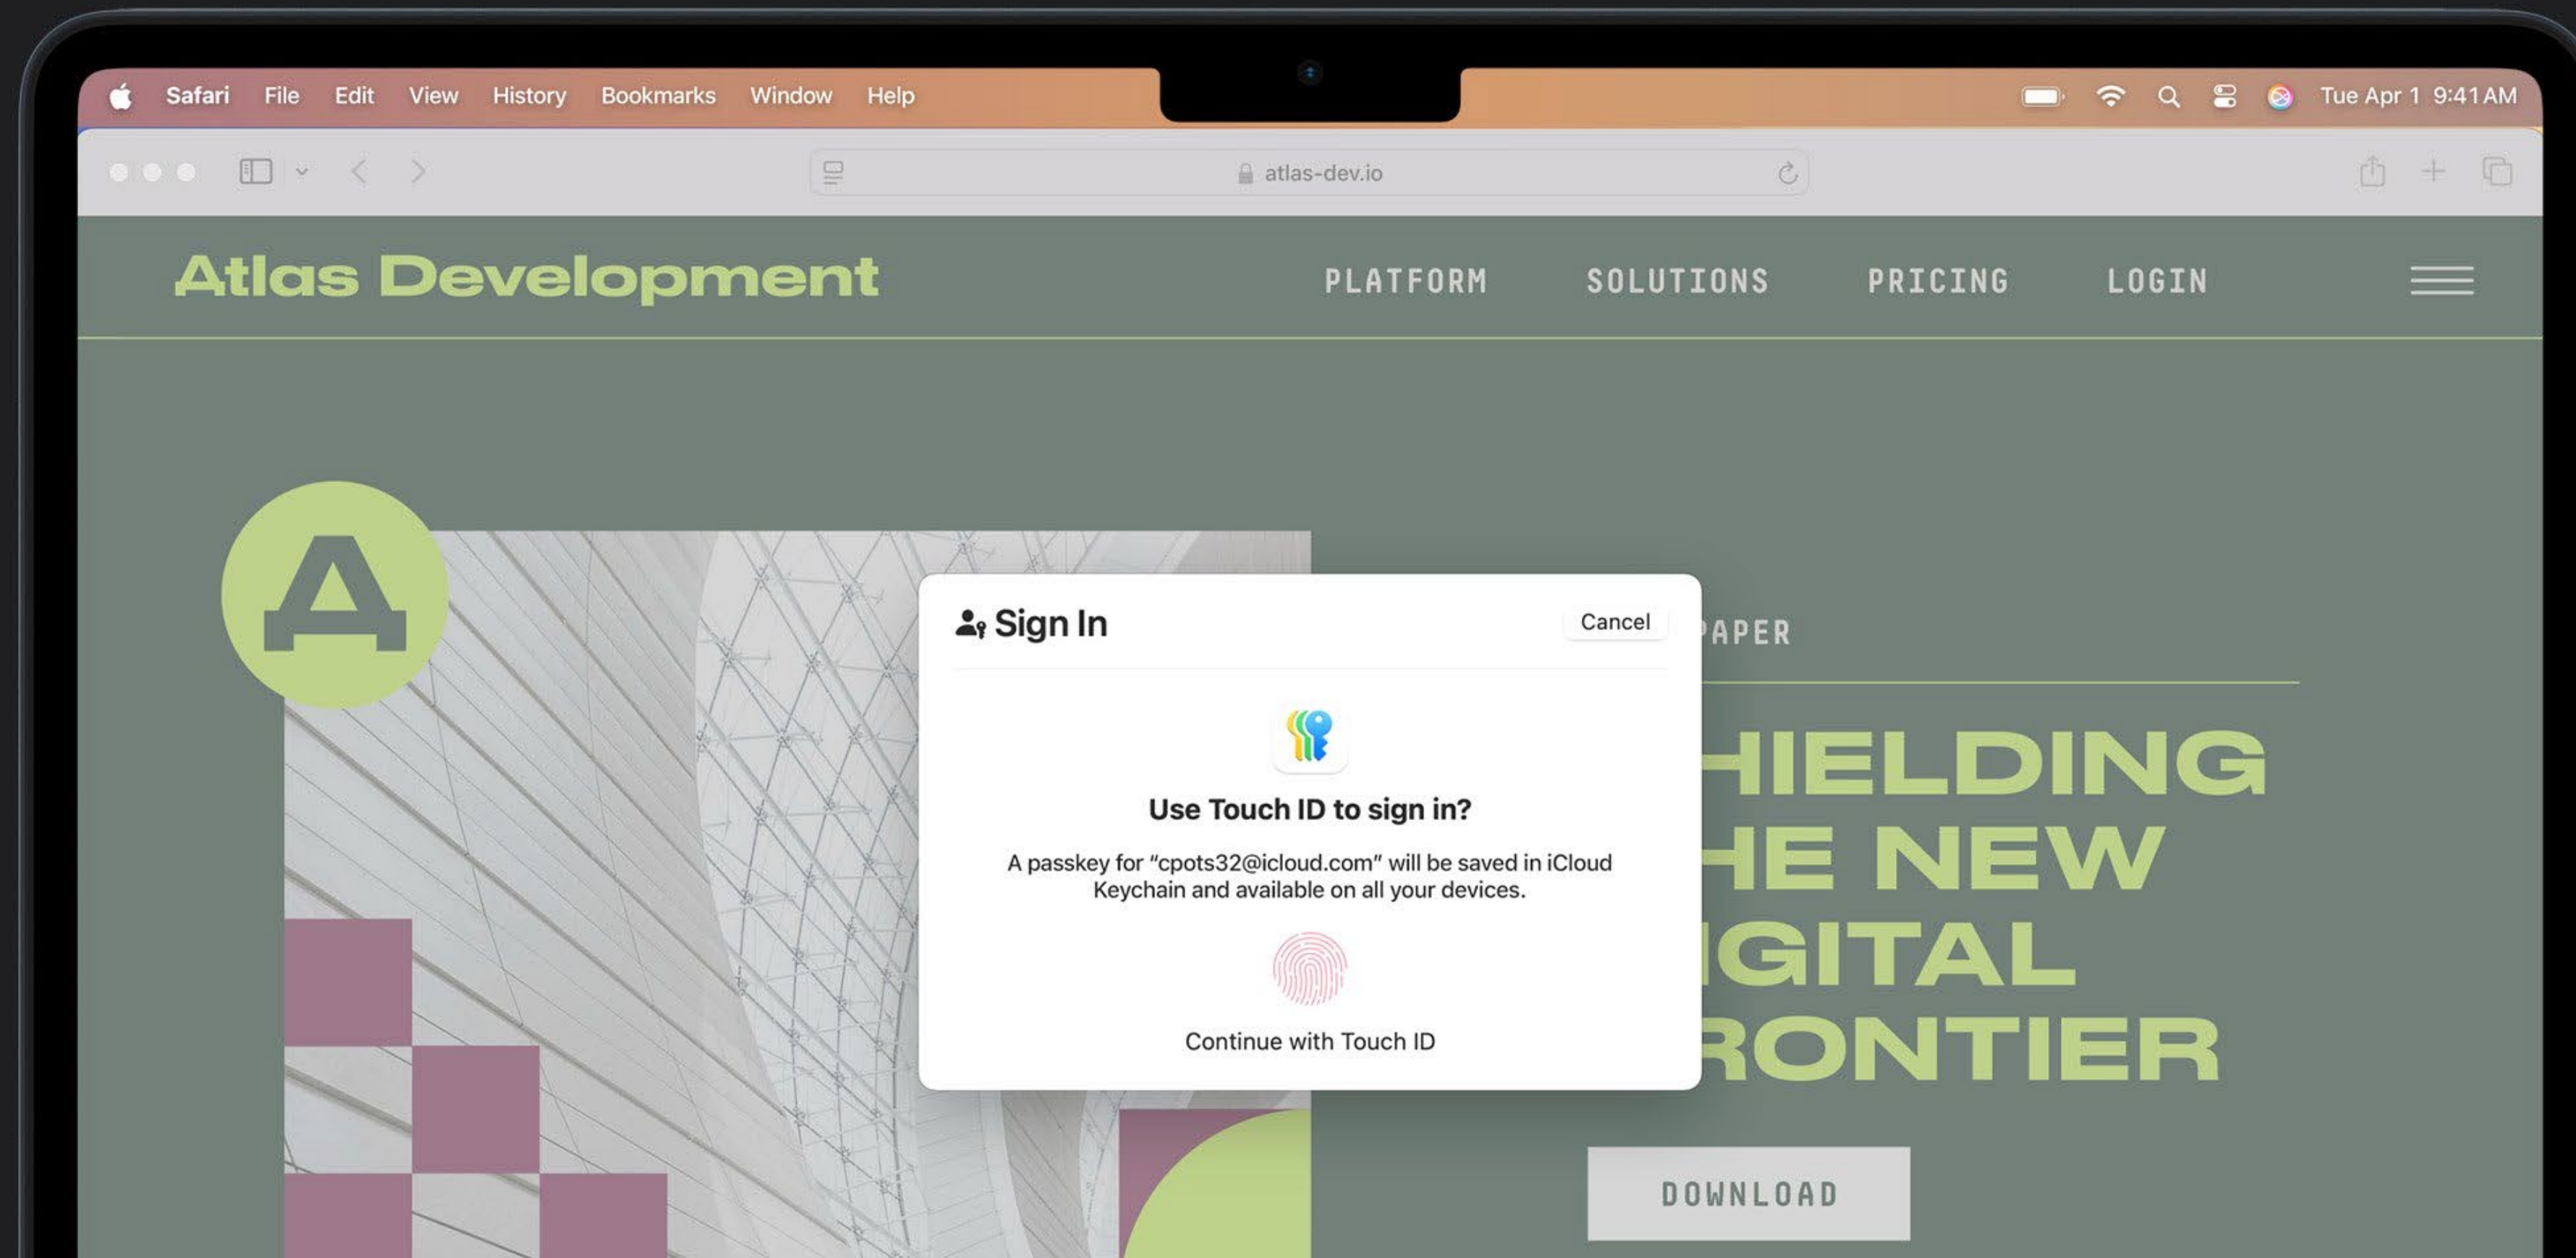 Safari File Edit View History Bookmarks Window Help
Tue Apr 1 9:41 AM
atlas-dev.io
Atlas Development
PLATFORM SOLUTIONS PRICING LOGIN
A
Sign In
Cancel
Use Touch ID to sign in?
A passkey for “cpots32@icloud.com” will be saved in iCloud
Keychain and available on all your devices.
Continue with Touch ID
PAPER
HIELDING
HE NEW
IGITAL
RONTIER
DOWNLOAD